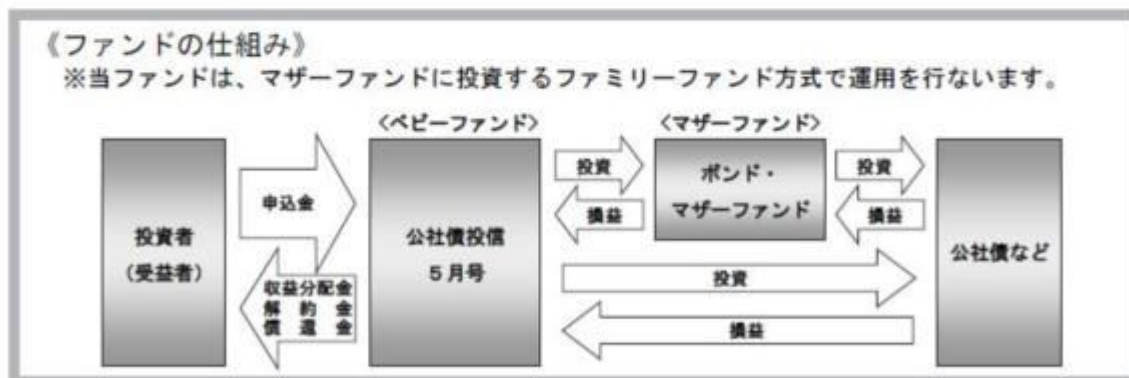 《ファンドの仕組み》
※当ファンドは、マザーファンドに投資するファミリーファンド方式で運用を行ないます。
〈ベビーファンド〉
〈マザーファンド〉
投資者
(受益者)
申込金
収益分配金
解約金
償還金
公社債投信
5月号
投資
損益
ボンド・
マザーファンド
投資
損益
投資
損益
公社債など